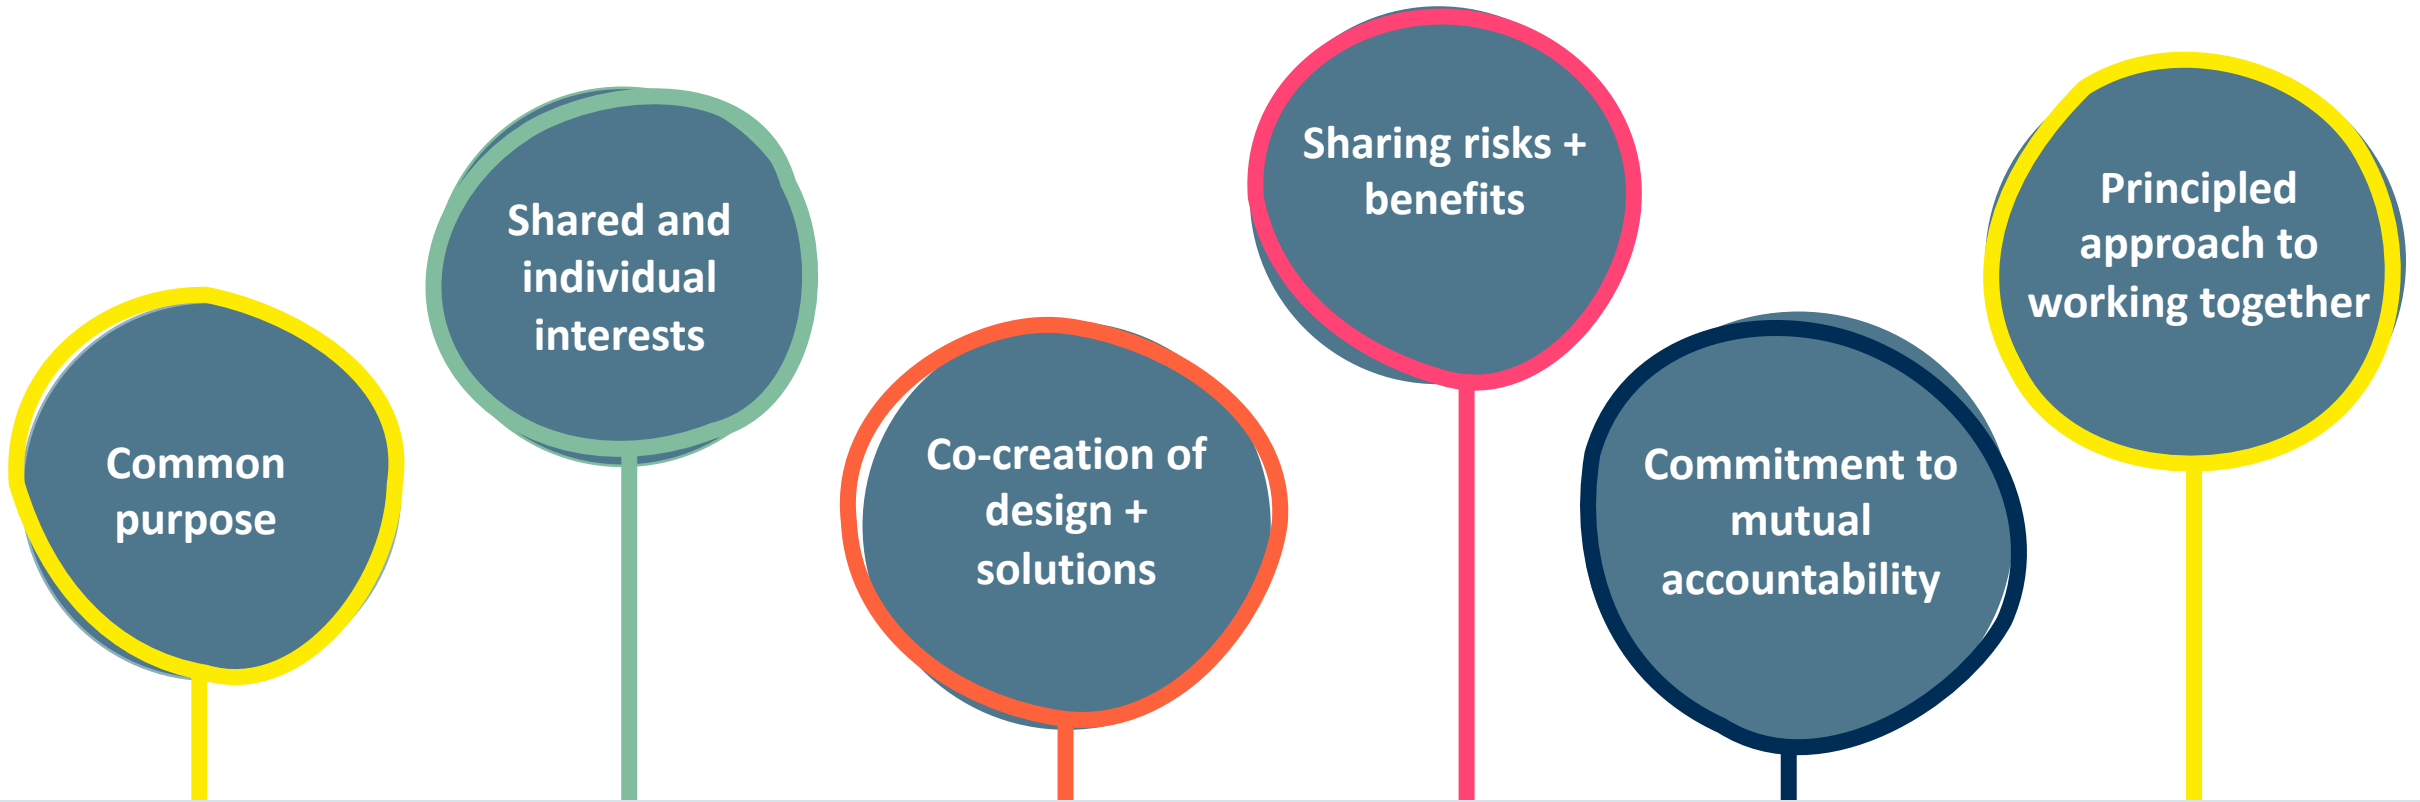 Common
purpose
Shared and
individual
interests
Co-creation of
design +
solutions
Sharing risks +
benefits
Commitment to
mutual
accountability
Principled
approach to
working together